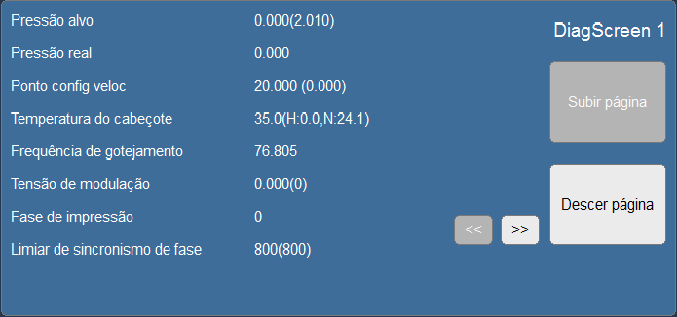 DiagScreen 1
Pressão alvo 0.000(2.010)
Pressão real 0.000
Ponto config veloc 20.000 (0.000)
Temperatura do cabeçote 35.0(H:0.0,N:24.1)
Frequência de gotejamento 76.805
Tensão de modulação 0.000(0)
Fase de impressão 0
Limiar de sincronismo de fase 800(800)
Subir página
Descer página
<< >>